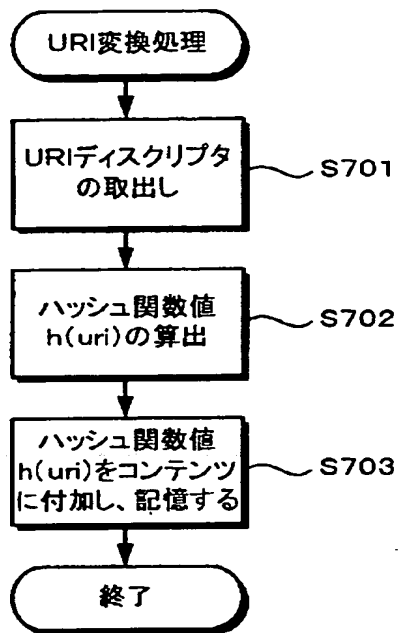 URI変換処理
URIディスクリプタ
の取出し
S701
ハッシュ関数値
h(uri)の算出
S702
ハッシュ関数値
h(uri)をコンテンツ
に付加し、記憶する
S703
終了